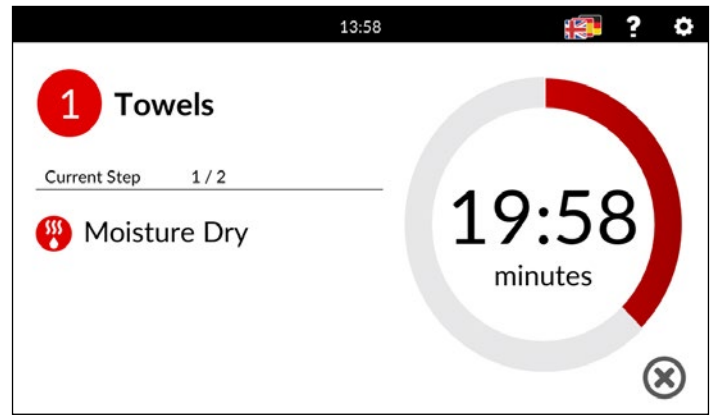 13:58
?
1 Towels
Current Step 1 / 2
Moisture Dry
19:58
minutes